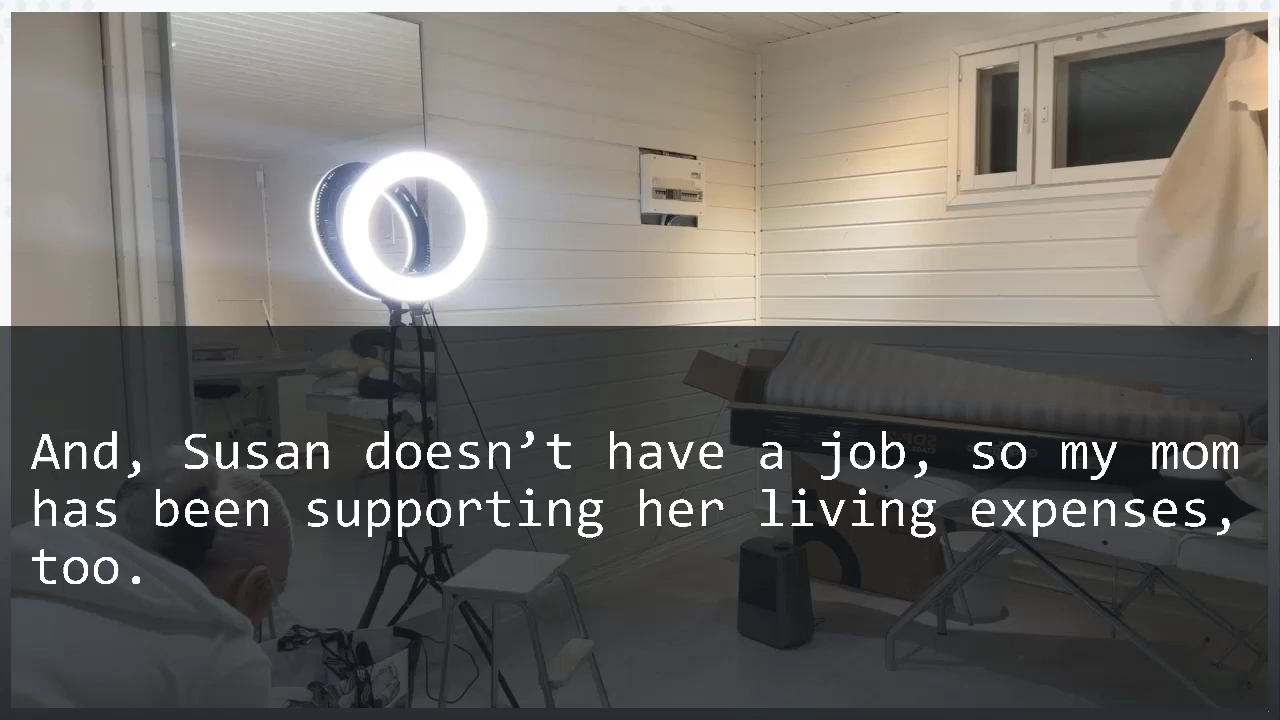 And, Susan doesn’t have a job, so my mom
has been supporting her living expenses,
too.